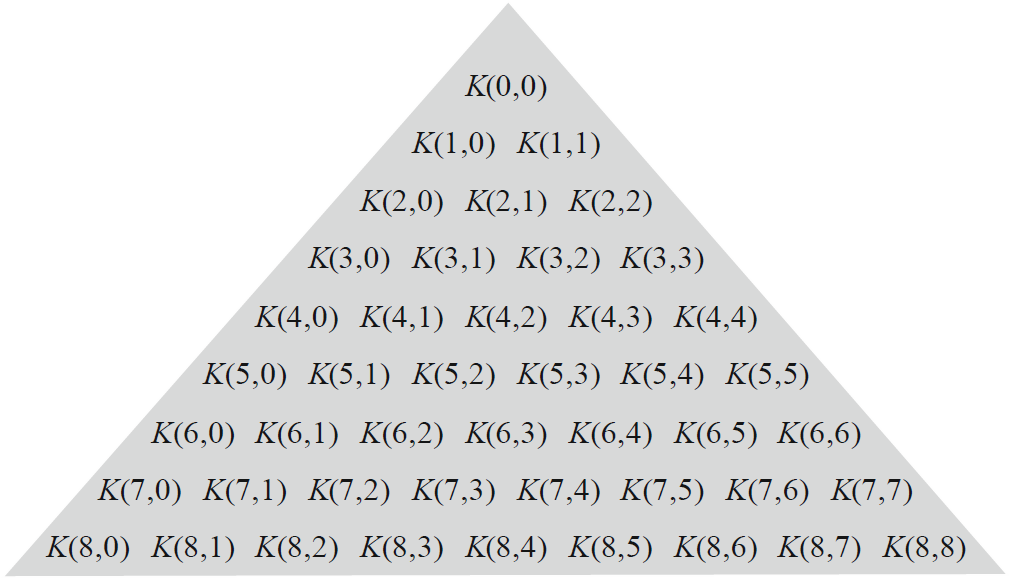 K(0,0)
K(1,0) K(1,1)
K(2,0) K(2,1) K(2,2)
K(3,0) K(3,1) K(3,2) K(3,3)
K(4,0) K(4,1) K(4,2) K(4,3) K(4,4)
K(5,0) K(5,1) K(5,2) K(5,3) K(5,4) K(5,5)
K(6,0) K(6,1) K(6,2) K(6,3) K(6,4) K(6,5) K(6,6)
K(7,0) K(7,1) K(7,2) K(7,3) K(7,4) K(7,5) K(7,6) K(7,7)
K(8,0) K(8,1) K(8,2) K(8,3) K(8,4) K(8,5) K(8,6) K(8,7) K(8,8)